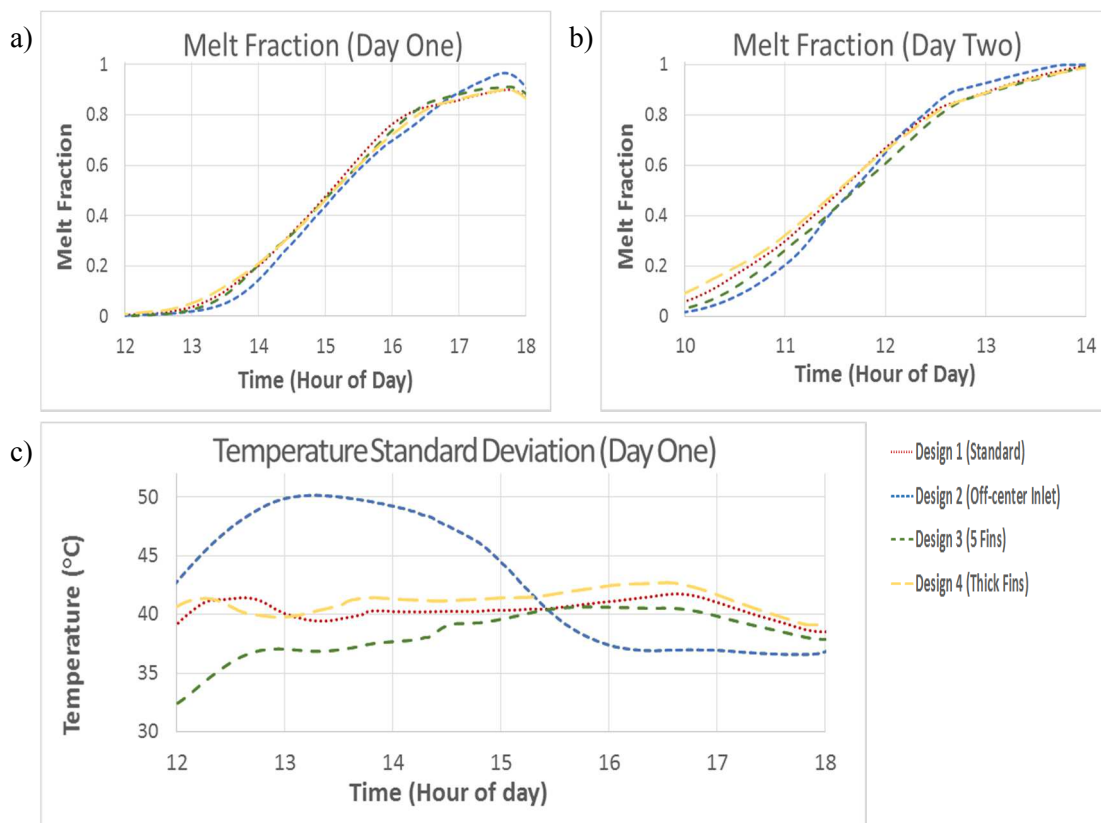 a)
Melt Fraction (Day One)
Melt Fraction
1
0.8
0.6
0.4
0.2
0
12 13 14 15 16 17 18
Time (Hour of Day)
b)
Melt Fraction (Day Two)
Melt Fraction
1
0.8
0.6
0.4
0.2
0
10 11 12 13 14
Time (Hour of Day)
c)
Temperature Standard Deviation (Day One)
Temperature (°C)
50
45
40
35
30
12 13 14 15 16 17 18
Time (Hour of day)
Design 1 (Standard)
Design 2 (Off-center Inlet)
Design 3 (5 Fins)
Design 4 (Thick Fins)